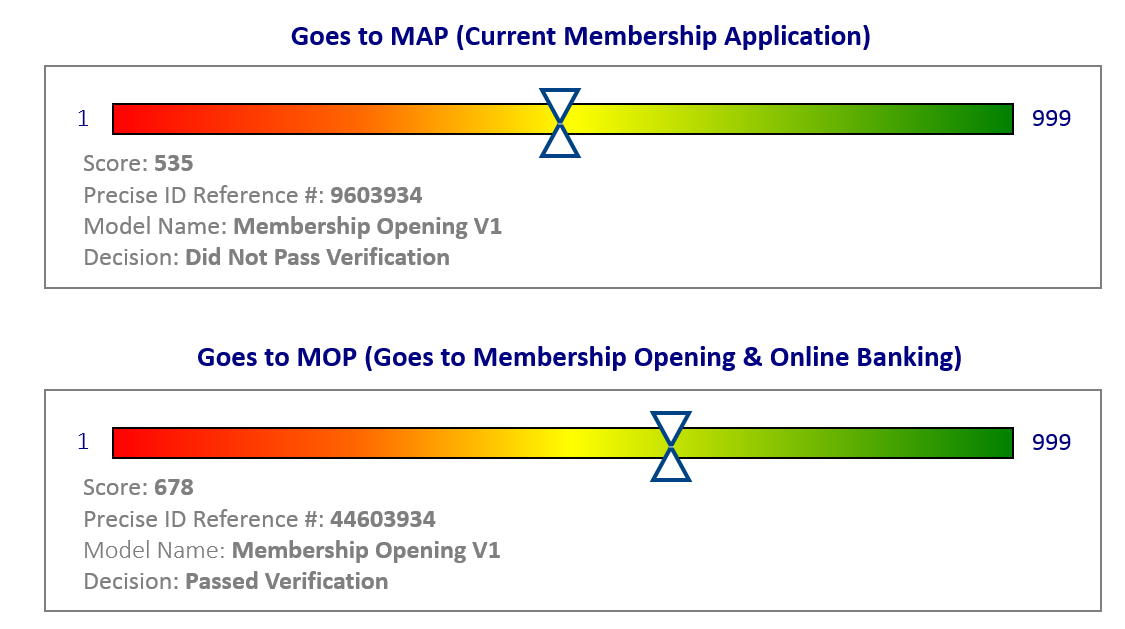 Goes to MAP (Current Membership Application)
1 999
Score: 535
Precise ID Reference #: 9603934
Model Name: Membership Opening V1
Decision: Did Not Pass Verification
Goes to MOP (Goes to Membership Opening & Online Banking)
1 999
Score: 678
Precise ID Reference #: 44603934
Model Name: Membership Opening V1
Decision: Passed Verification